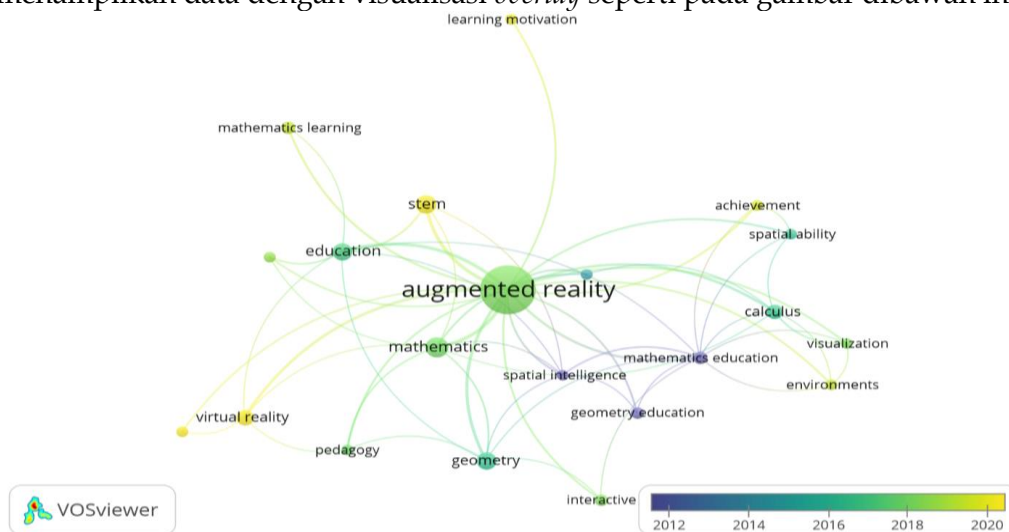 menampilkan data dengan visualisasi overlay seperti pada gambar dibawah in
learning motivation
mathematics learning
stem
achievement
spatial ability
education
augmented reality
calculus
mathematics
visualization
mathematics education
spatial intelligence
environments
geometry education
virtual reality
pedagogy
geometry
interactive
VOSviewer
2012 2014 2016 2018 2020